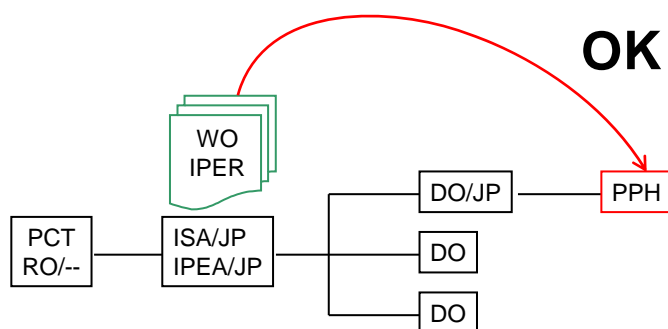 OK
WO
IPER
DO/JP
PPH
PCT
RO/--
ISA/JP
IPEA/JP
DO
DO